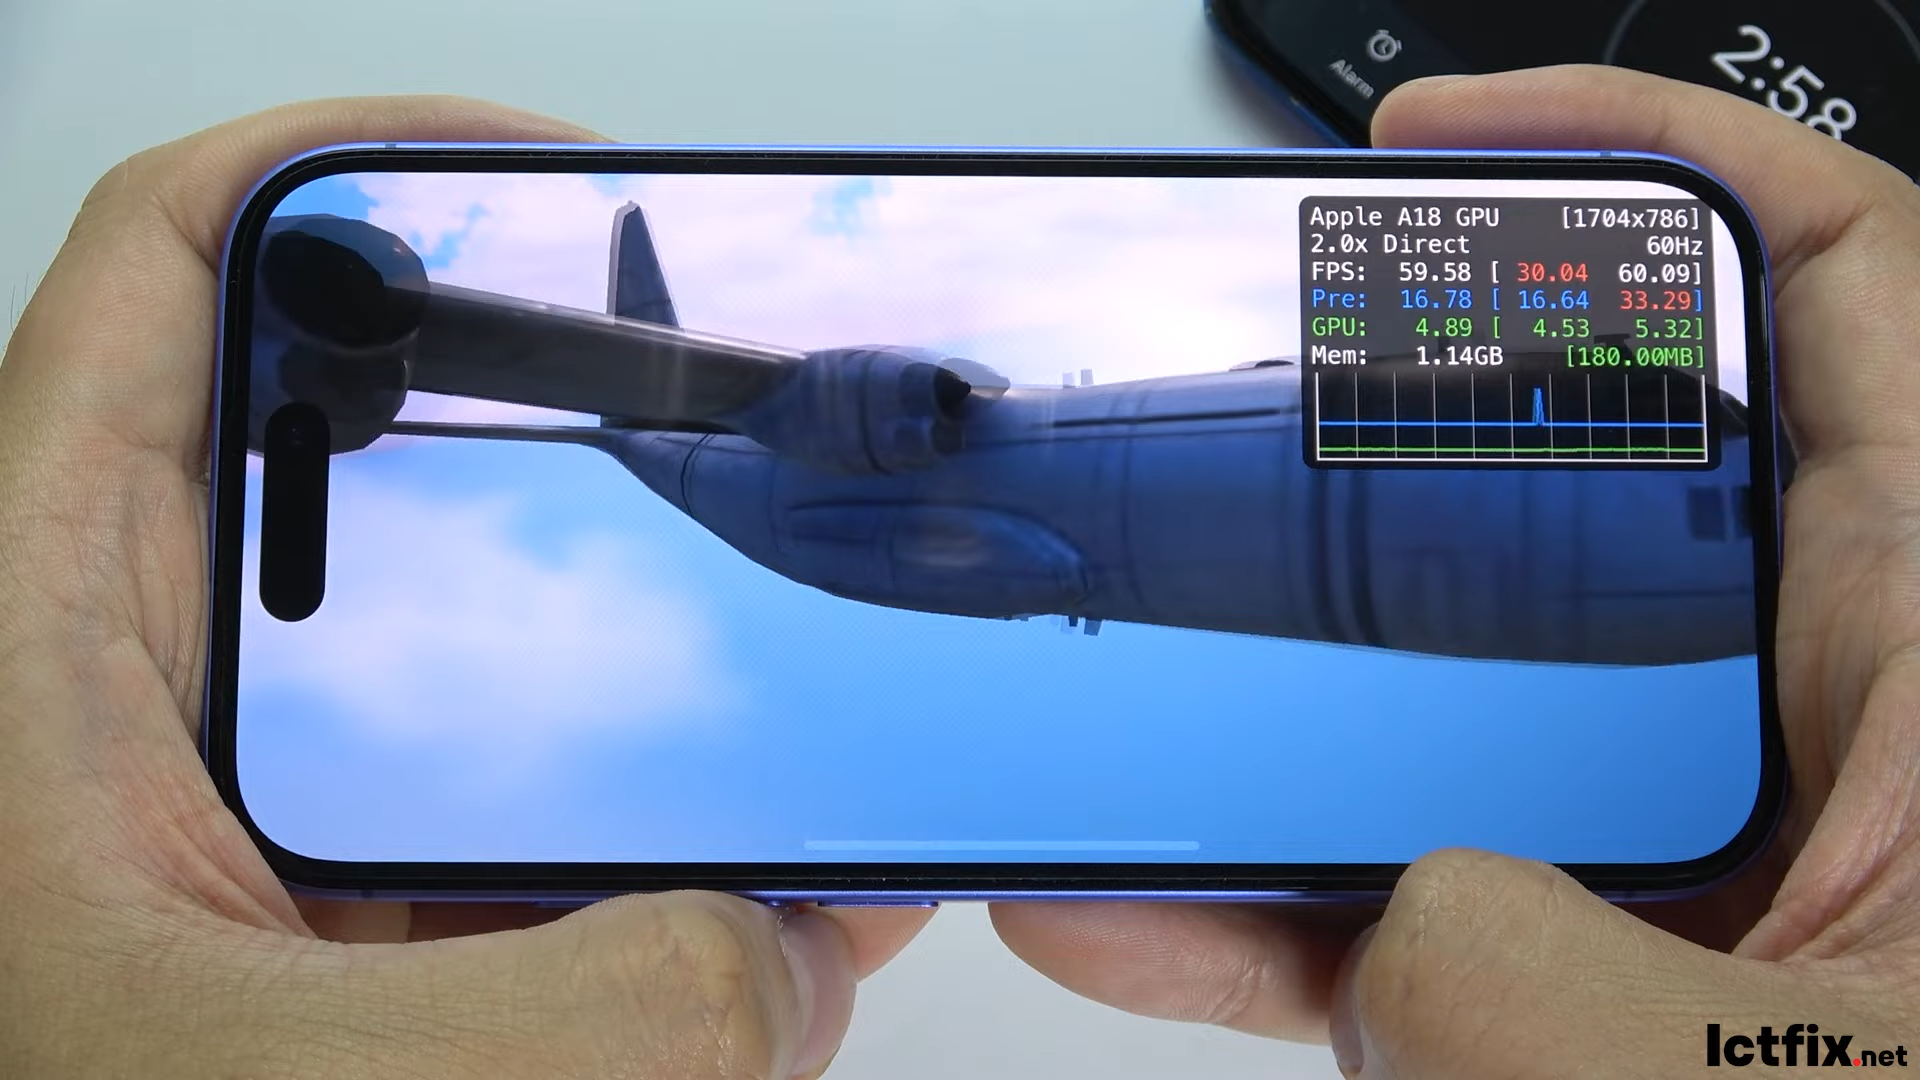 2:58
Alarm
Apple A18 GPU [1704x786]
2.0x Direct 60Hz
FPS: 59.58 [ 30.04 60.09]
Pre: 16.78 [ 16.64 33.29]
GPU: 4.89 [ 4.53 5.32]
Mem: 1.14GB [180.00MB]
Ictfix.net